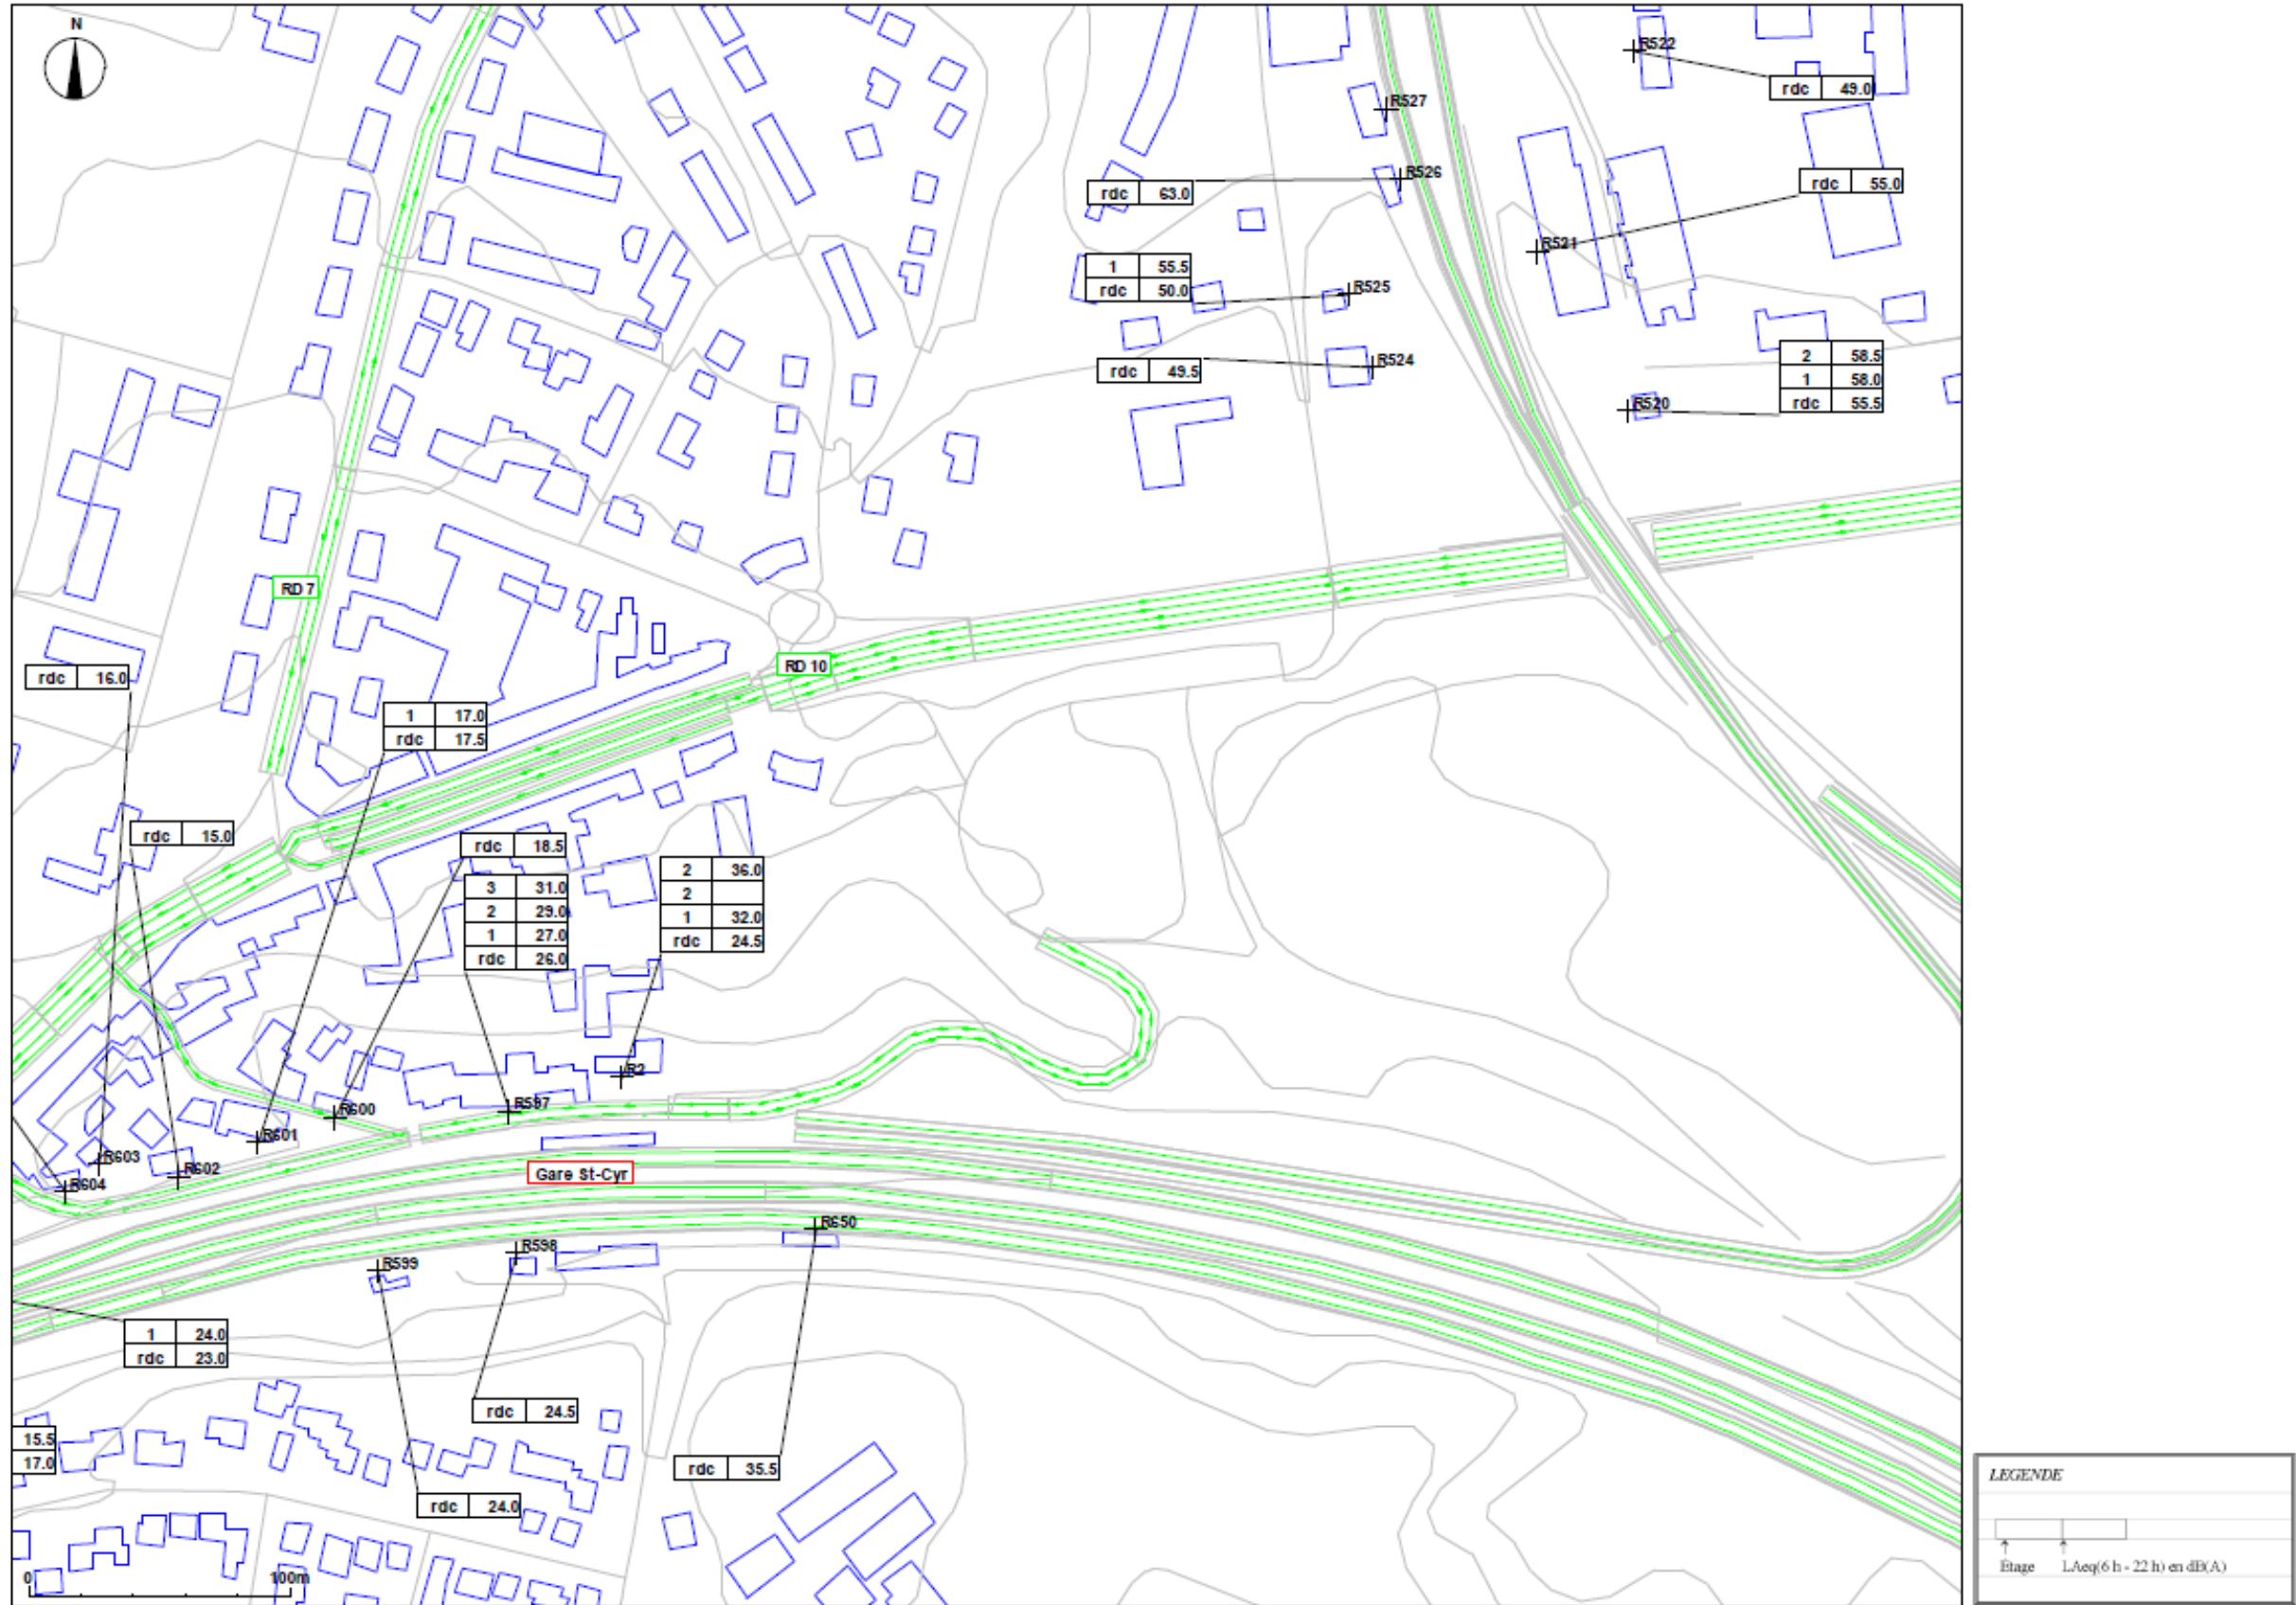 N
R522
rdc 49.0
R527
R526
rdc 63.0
rdc 55.0
R521
1 55.5
rdc 50.0
R525
rdc 49.5
R524
2 58.5
1 58.0
rdc 55.5
R520
RD 7
RD 10
rdc 16.0
1 17.0
rdc 17.5
rdc 15.0
rdc 18.5
3 31.0
2 29.0
1 27.0
rdc 26.0
2 36.0
2
1 32.0
rdc 24.5
R2
R597
R600
R601
R603
R602
R604
Gare St-Cyr
R650
R598
R599
1 24.0
rdc 23.0
rdc 24.5
15.5
17.0
rdc 35.5
rdc 24.0
0 100m
LEGENDE
Etage LAeq(6 h - 22 h) en dB(A)